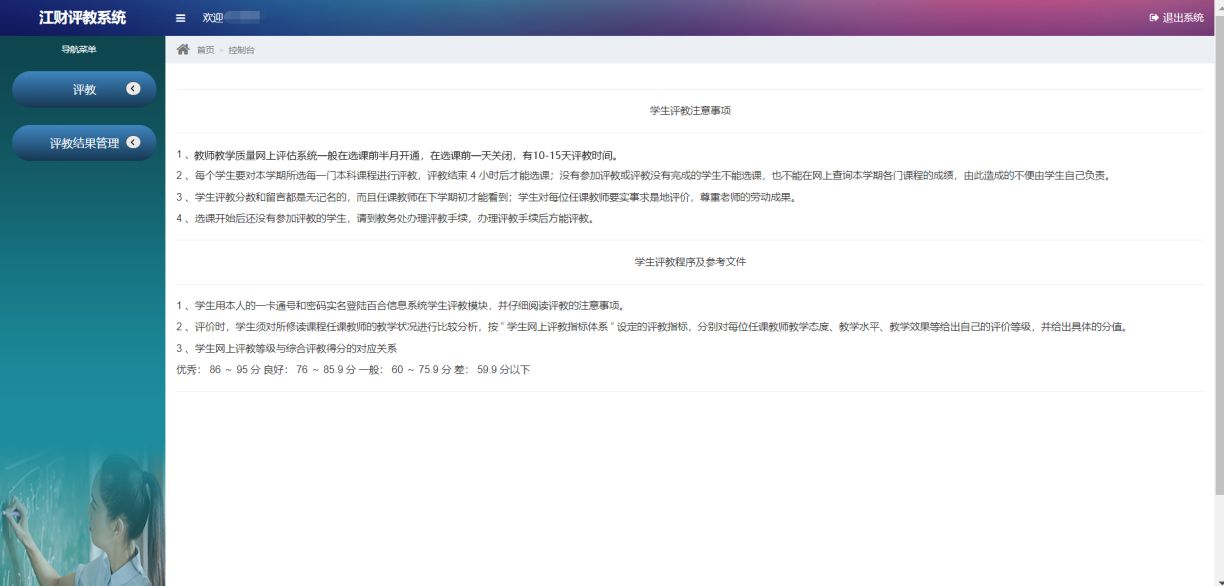 江财评教系统
欢迎
退出系统
导航菜单
首页 > 控制台
评教
评教结果管理
学生评教注意事项
1 、教师教学质量网上评估系统一般在选课前半月开通，在选课前一天关闭，有10-15天评教时间。
2 、每个学生要对本学期所选每一门本科课程进行评教，评教结束 4 小时后才能选课；没有参加评教或评教没有完成的学生不能选课，也不能在网上查询本学期各门课程的成绩，由此造成的不便由学生自己负责。
3 、学生评教分数和留言都是无记名的，而且任课教师在下学期初才能看到；学生对每位任课教师要实事求是地评价，尊重老师的劳动成果。
4 、选课开始后还没有参加评教的学生，请到教务处办理评教手续，办理评教手续后方能评教。
学生评教程序及参考文件
1 、学生用本人的一卡通号和密码实名登陆百合信息系统学生评教模块，并仔细阅读评教的注意事项。
2 、评价时，学生须对所修读课程任课教师的教学状况进行比较分析，按 " 学生网上评教指标体系 " 设定的评教指标，分别对每位任课教师教学态度、教学水平、教学效果等给出自己的评价等级，并给出具体的分值。
3 、学生网上评教等级与综合评教得分的对应关系
优秀： 86 ～ 95 分 良好： 76 ～ 85.9 分 一般： 60 ～ 75.9 分 差： 59.9 分以下